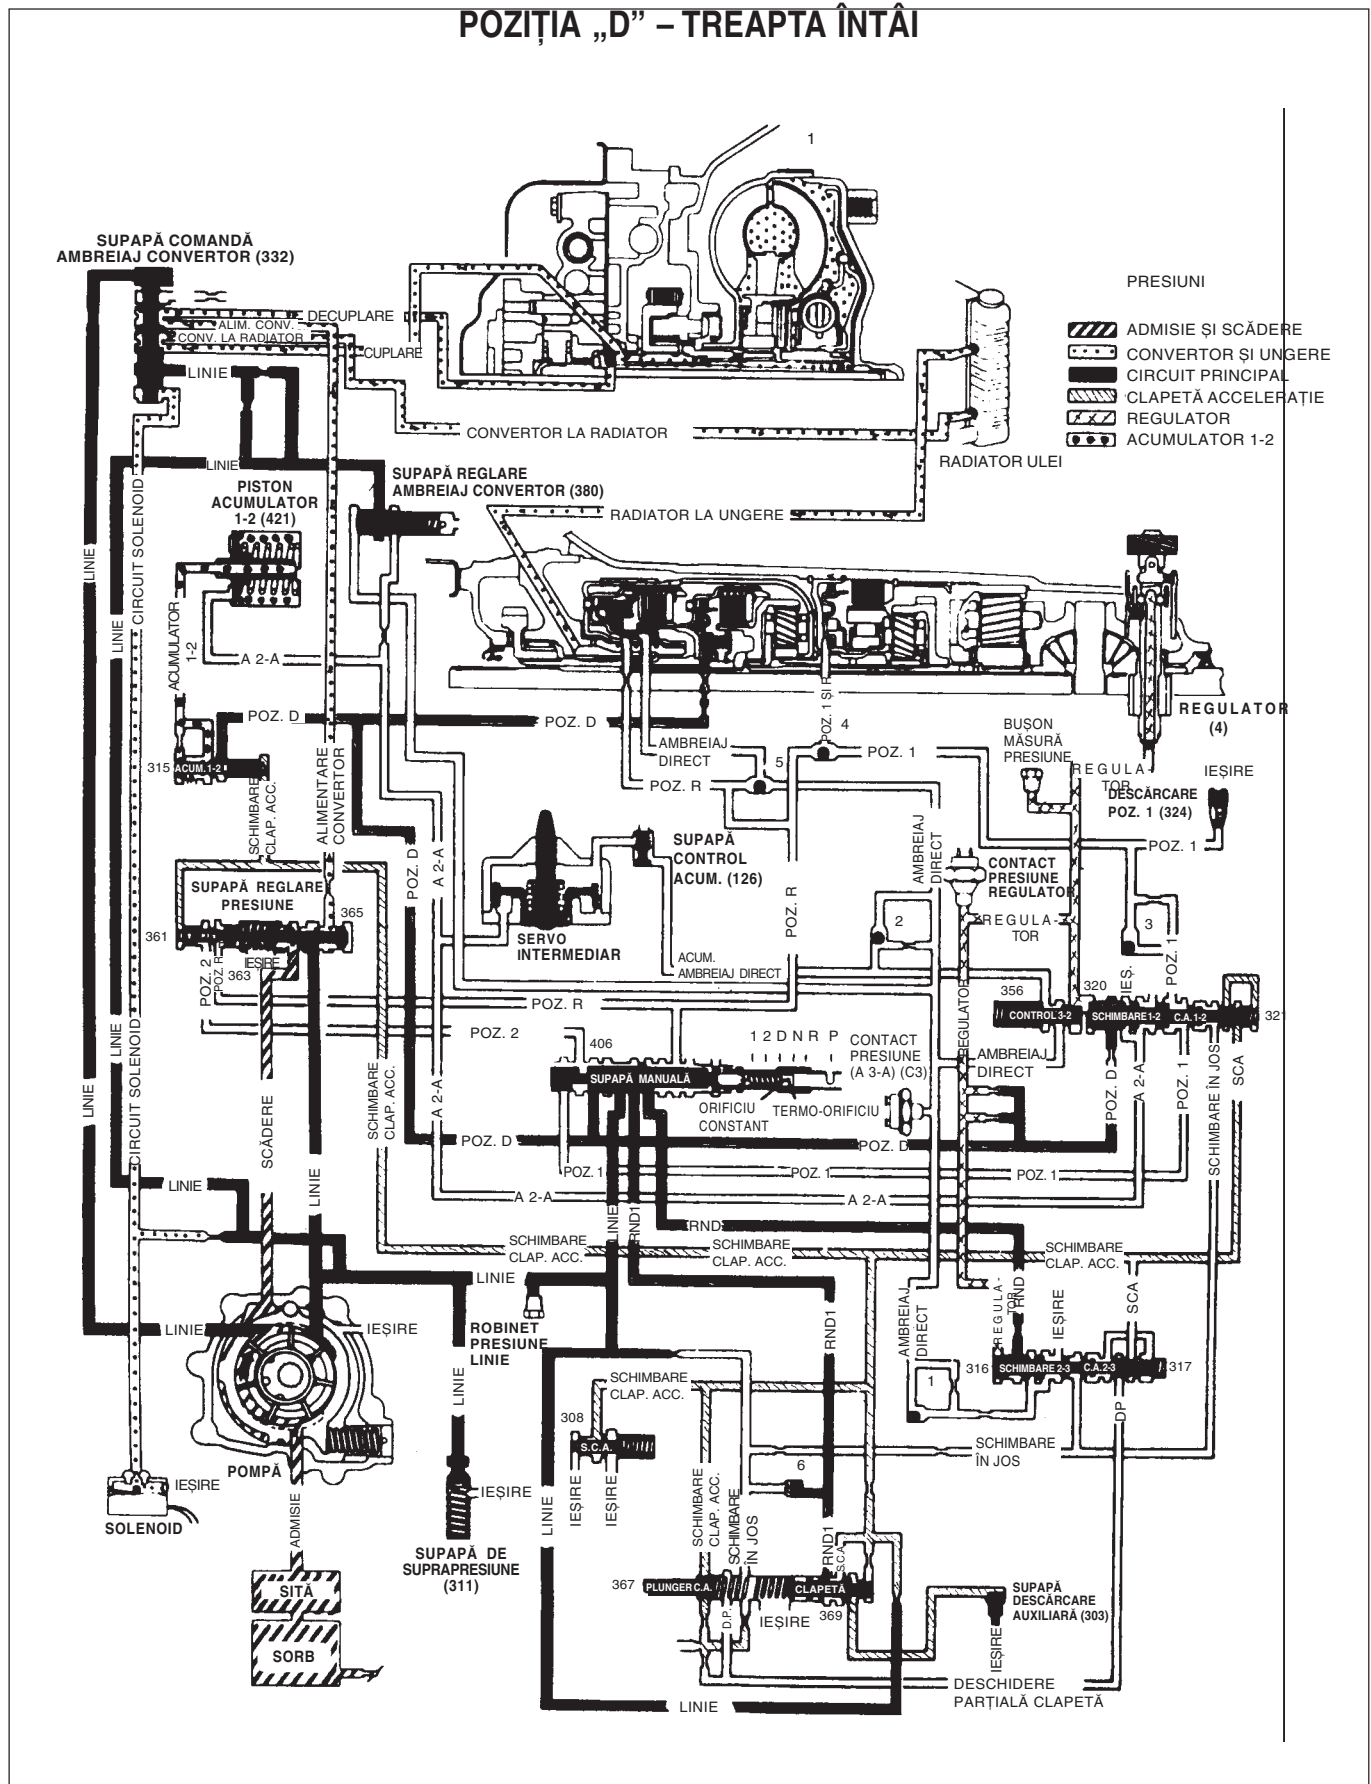 POZIȚIA „D” – TREAPTA ÎNTÂI
1
SUPAPĂ COMANDĂ
AMBREIAJ CONVERTOR (332)
DECUPLARE
ALIM. CONV.
CONV. LA RADIATOR
CUPLARE
LINIE
PRESIUNI
ADMISIE ȘI SCĂDERE
CONVERTOR ȘI UNGERE
CIRCUIT PRINCIPAL
CLAPETĂ ACCELERAȚIE
REGULATOR
ACUMULATOR 1-2
CONVERTOR LA RADIATOR
RADIATOR ULEI
LINIE
SUPAPĂ REGLARE
AMBREIAJ CONVERTOR (380)
PISTON
ACUMULATOR
1-2 (421)
RADIATOR LA UNGERE
LINIE
LINIE
CIRCUIT SOLENOID
ACUMULATOR
1-2
A 2-A
POZ. D
POZ. D
POZ. 1 ȘI R
4
POZ. 1
AMBREIAJ
DIRECT
5
POZ. R
BUȘON
MĂSURĂ
PRESIUNE
REGULATOR
(4)
REGULA-
TOR
IEȘIRE
DESCĂRCARE
POZ. 1 (324)
315
ACUM. 1-2
SCHIMBARE
CLAP. ACC.
ALIMENTARE
CONVERTOR
POZ. D
A 2-A
SUPAPĂ
CONTROL
ACUM. (126)
POZ. R
AMBREIAJ
DIRECT
CONTACT
PRESIUNE
REGULATOR
POZ. 1
SUPAPĂ REGLARE
PRESIUNE
365
361
IEȘIRE
363
POZ. 2
POZ. R
SERVO
INTERMEDIAR
ACUM.
AMBREIAJ DIRECT
2
REGULA-
TOR
3
POZ. 1
IEȘ.
POZ. R
POZ. 2
356
320
CONTROL 3-2
SCHIMBARE 1-2
C.A. 1-2
321
406
1 2 D N R P
SUPAPĂ MANUALĂ
ORIFICIU
CONSTANT
TERMO-ORIFICIU
CONTACT
PRESIUNE
(A 3-A) (C3)
REGULATOR
AMBREIAJ
DIRECT
POZ. D
A 2-A
POZ. 1
SCHIMBARE ÎN JOS
SCA
LINIE
LINIE
CIRCUIT SOLENOID
SCĂDERE
LINIE
SCHIMBARE
CLAP. ACC.
A 2-A
POZ. D
POZ. D
POZ. 1
POZ. 1
POZ. 1
LINIE
A 2-A
A 2-A
LINIE
RND1
RND
SCHIMBARE
CLAP. ACC.
SCHIMBARE
CLAP. ACC.
SCHIMBARE
CLAP. ACC.
LINIE
LINIE
IEȘIRE
ROBINET
PRESIUNE
LINIE
RND1
AMBREIAJ
DIRECT
REGULA-
TOR
RND
IEȘIRE
SCA
316
SCHIMBARE 2-3
C.A. 2-3
317
1
DP
LINIE
SCHIMBARE
CLAP. ACC.
308
S.C.A.
IEȘIRE
IEȘIRE
SCHIMBARE
ÎN JOS
POMPĂ
IEȘIRE
SOLENOID
ADMISIE
IEȘIRE
SUPAPĂ DE
SUPRAPRESIUNE
(311)
LINIE
SCHIMBARE
CLAP. ACC.
SCHIMBARE
ÎN JOS
6
RND1
S.C.A.
SITĂ
SORB
367
PLUNGER C.A.
CLAPETĂ
369
D.P.
IEȘIRE
SUPAPĂ
DESCĂRCARE
AUXILIARĂ (303)
IEȘIRE
DESCHIDERE
PARȚIALĂ CLAPETĂ
LINIE